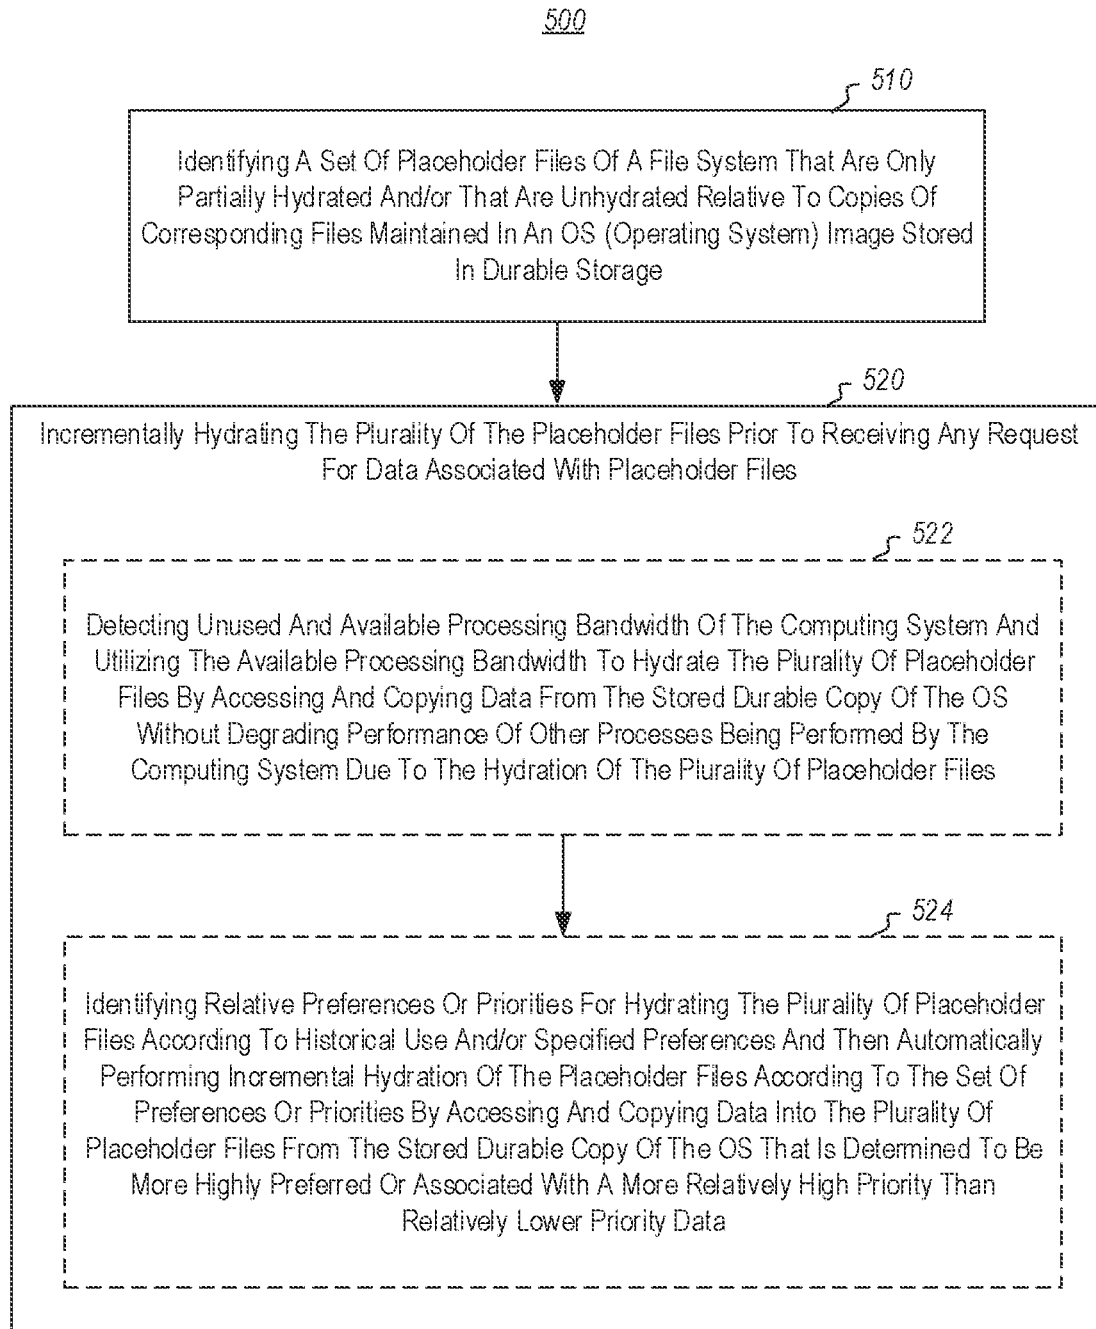 500
510
Identifying A Set Of Placeholder Files Of A File System That Are Only
Partially Hydrated And/or That Are Unhydrated Relative To Copies Of
Corresponding Files Maintained In An OS (Operating System) Image Stored
In Durable Storage
520
Incrementally Hydrating The Plurality Of The Placeholder Files Prior To Receiving Any Request
For Data Associated With Placeholder Files
522
Detecting Unused And Available Processing Bandwidth Of The Computing System And
Utilizing The Available Processing Bandwidth To Hydrate The Plurality Of Placeholder
Files By Accessing And Copying Data From The Stored Durable Copy Of The OS
Without Degrading Performance Of Other Processes Being Performed By The
Computing System Due To The Hydration Of The Plurality Of Placeholder Files
524
Identifying Relative Preferences Or Priorities For Hydrating The Plurality Of Placeholder
Files According To Historical Use And/or Specified Preferences And Then Automatically
Performing Incremental Hydration Of The Placeholder Files According To The Set Of
Preferences Or Priorities By Accessing And Copying Data Into The Plurality Of
Placeholder Files From The Stored Durable Copy Of The OS That Is Determined To Be
More Highly Preferred Or Associated With A More Relatively High Priority Than
Relatively Lower Priority Data